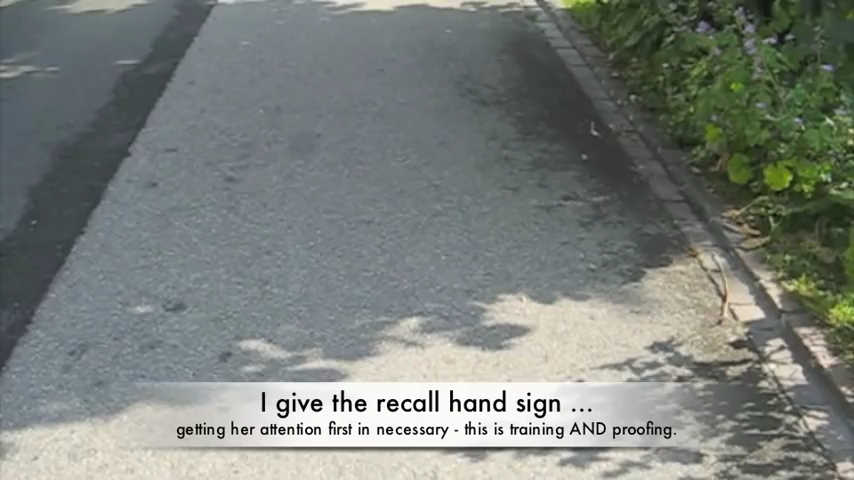 I give the recall hand sign ...
getting her attention first in necessary - this is training AND proofing.